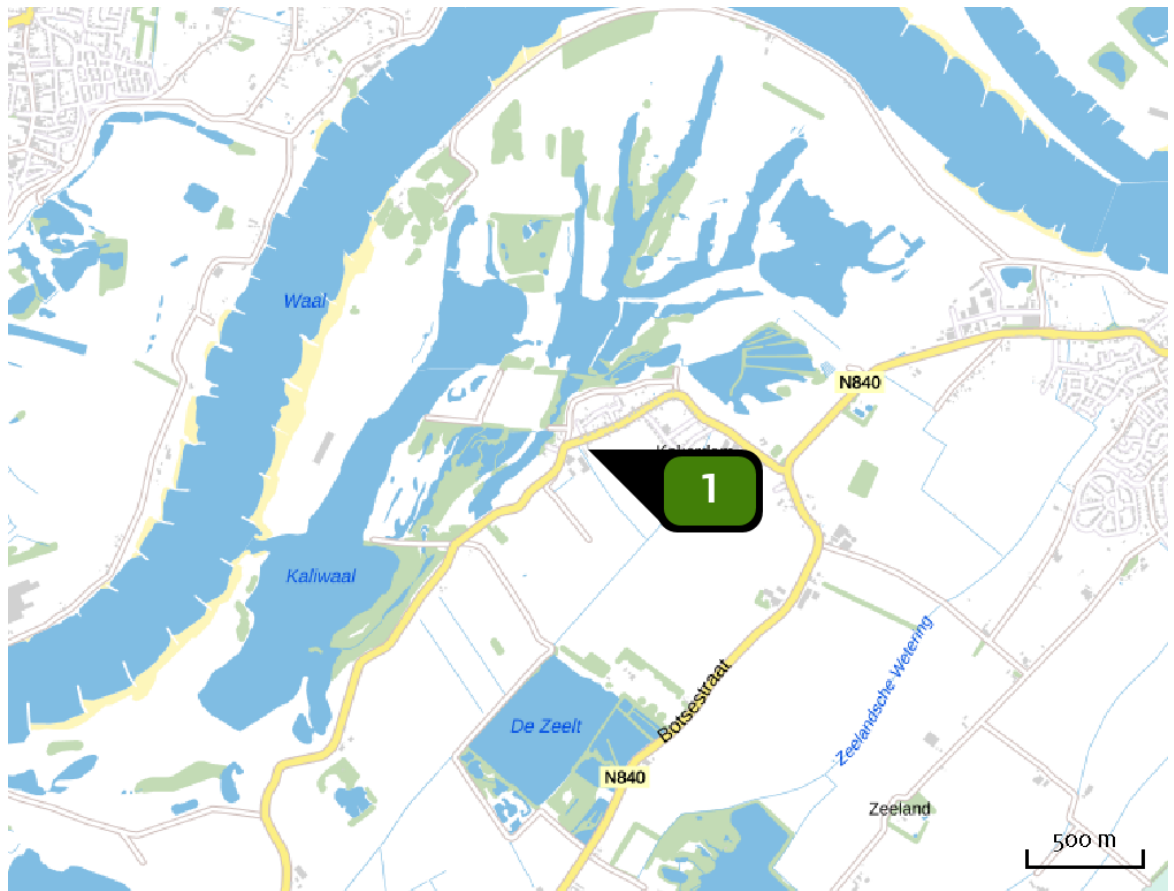 Waal
N840
1
Kaliwaal
Zeelandsche Wetering
Botsestraat
De Zeelt
N840
Zeeland
500 m